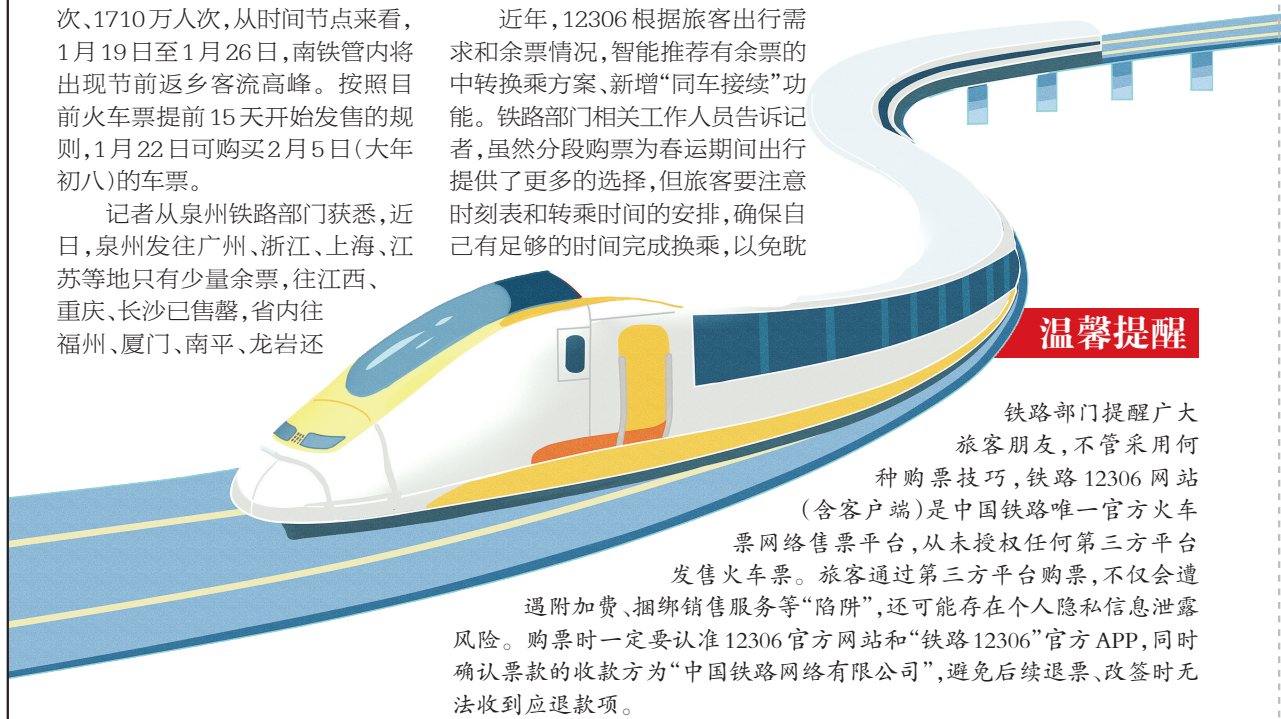 次、1710万人次,从时间节点来看,
1月19日至1月26日,南铁管内将
出现节前返乡客流高峰。按照目
前火车票提前15天开始发售的规
则,1月22日可购买2月5日(大年
初八)的车票。
记者从泉州铁路部门获悉,近
日,泉州发往广州、浙江、上海、江
苏等地只有少量余票,往江西、
重庆、长沙已售罄,省内往
福州、厦门、南平、龙岩还
近年,12306根据旅客出行需
求和余票情况,智能推荐有余票的
中转换乘方案、新增“同车接续”功
能。铁路部门相关工作人员告诉记
者,虽然分段购票为春运期间出行
提供了更多的选择,但旅客要注意
时刻表和转乘时间的安排,确保自
己有足够的时间完成换乘,以免耽
温馨提醒
铁路部门提醒广大
旅客朋友,不管采用何
种购票技巧,铁路12306网站
(含客户端)是中国铁路唯一官方火车
票网络售票平台,从未授权任何第三方平台
发售火车票。旅客通过第三方平台购票,不仅会遭
遇附加费、捆绑销售服务等“陷阱”,还可能存在个人隐私信息泄露
风险。购票时一定要认准12306官方网站和“铁路12306”官方APP,同时
确认票款的收款方为“中国铁路网络有限公司”,避免后续退票、改签时无
法收到应退款项。